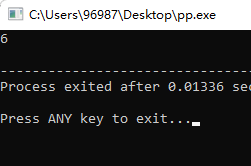 C:\Users\96987\Desktop\pp.exe
6
--------------------------------
Process exited after 0.01336 sec
Press ANY key to exit...